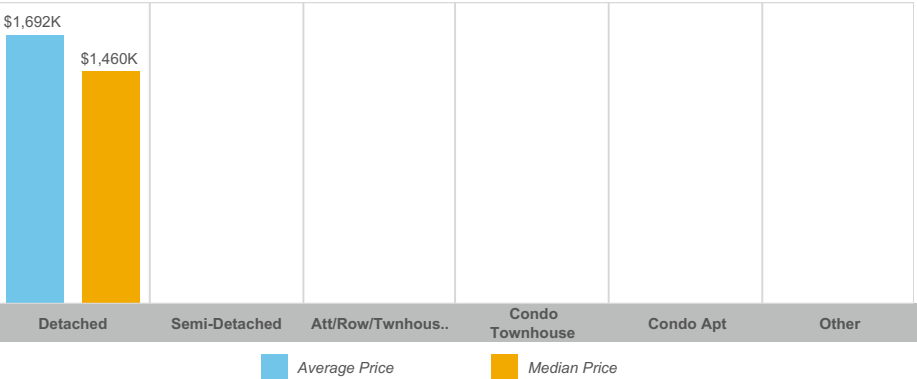 $1,692K
$1,460K
Detached
Semi-Detached
Att/Row/Twnhous..
Condo
Townhouse
Condo Apt
Other
Average Price
Median Price